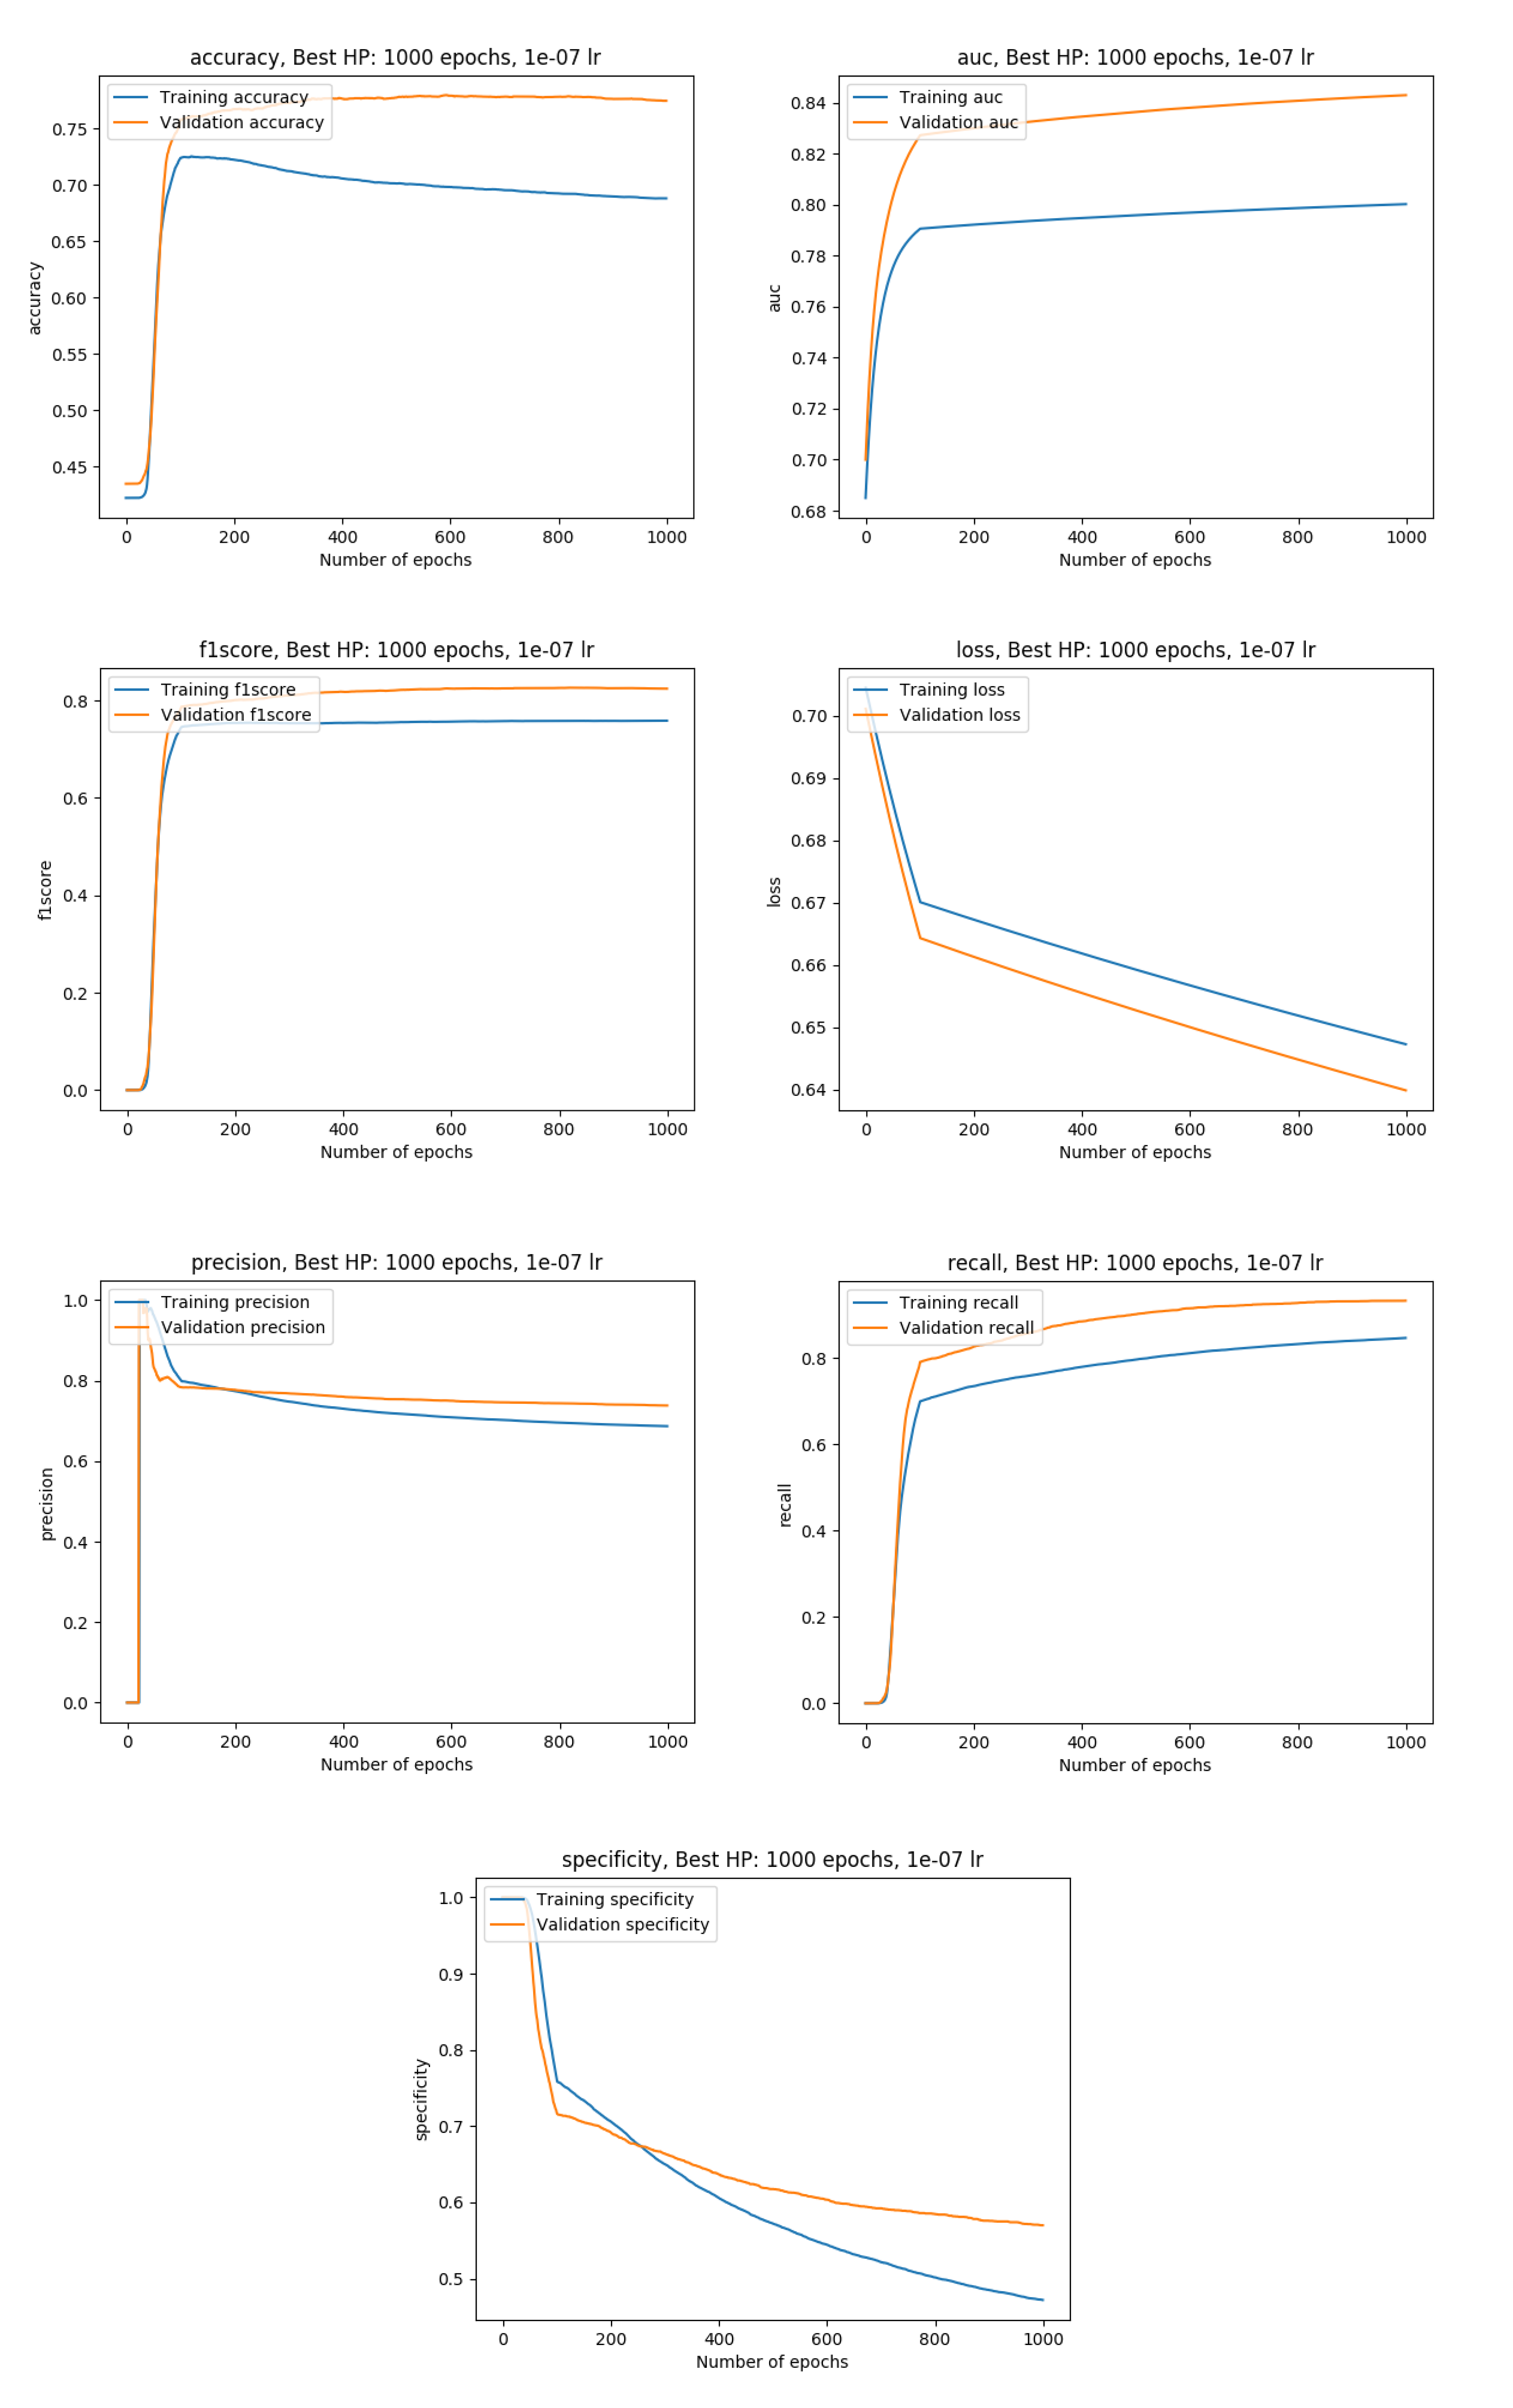 accuracy, Best HP: 1000 epochs, 1e-07 lr
Training accuracy
Validation accuracy
0.75
0.70
0.65
0.60
0.55
0.50
0.45
accuracy
0 200 400 600 800 1000
Number of epochs
auc, Best HP: 1000 epochs, 1e-07 lr
Training auc
Validation auc
0.84
0.82
0.80
0.78
0.76
0.74
0.72
0.70
0.68
auc
0 200 400 600 800 1000
Number of epochs
f1score, Best HP: 1000 epochs, 1e-07 lr
Training f1score
Validation f1score
0.8
0.6
0.4
0.2
0.0
f1score
0 200 400 600 800 1000
Number of epochs
loss, Best HP: 1000 epochs, 1e-07 lr
Training loss
Validation loss
0.70
0.69
0.68
0.67
0.66
0.65
0.64
loss
0 200 400 600 800 1000
Number of epochs
precision, Best HP: 1000 epochs, 1e-07 lr
Training precision
Validation precision
1.0
0.8
0.6
0.4
0.2
0.0
precision
0 200 400 600 800 1000
Number of epochs
recall, Best HP: 1000 epochs, 1e-07 lr
Training recall
Validation recall
0.8
0.6
0.4
0.2
0.0
recall
0 200 400 600 800 1000
Number of epochs
specificity, Best HP: 1000 epochs, 1e-07 lr
Training specificity
Validation specificity
1.0
0.9
0.8
0.7
0.6
0.5
specificity
0 200 400 600 800 1000
Number of epochs